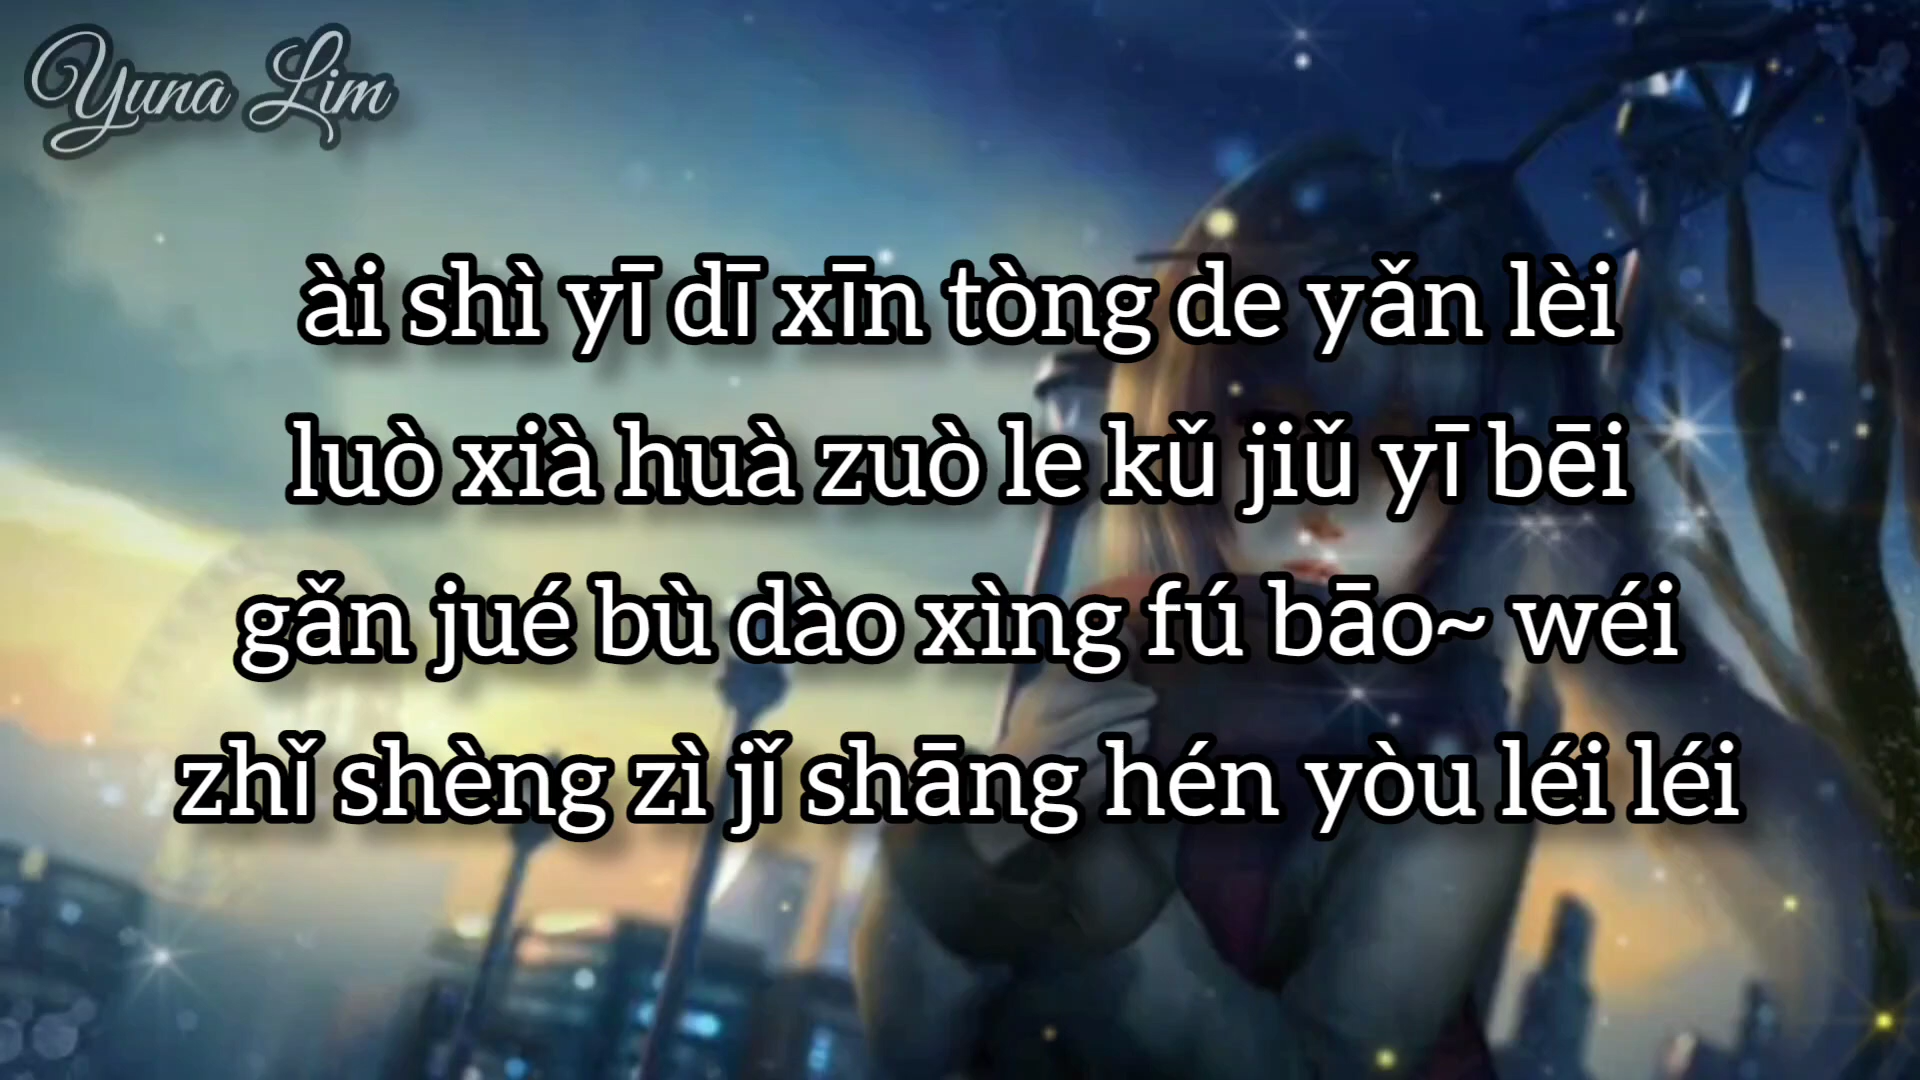 Yuna Lim
ài shì yī dī xīn tòng de yǎn lèi
luò xià huà zuò le kǔ jiǔ yī bēi
gǎn jué bù dào xìng fú bāo~ wéi
zhǐ shèng zì jǐ shāng hén yòu léi léi